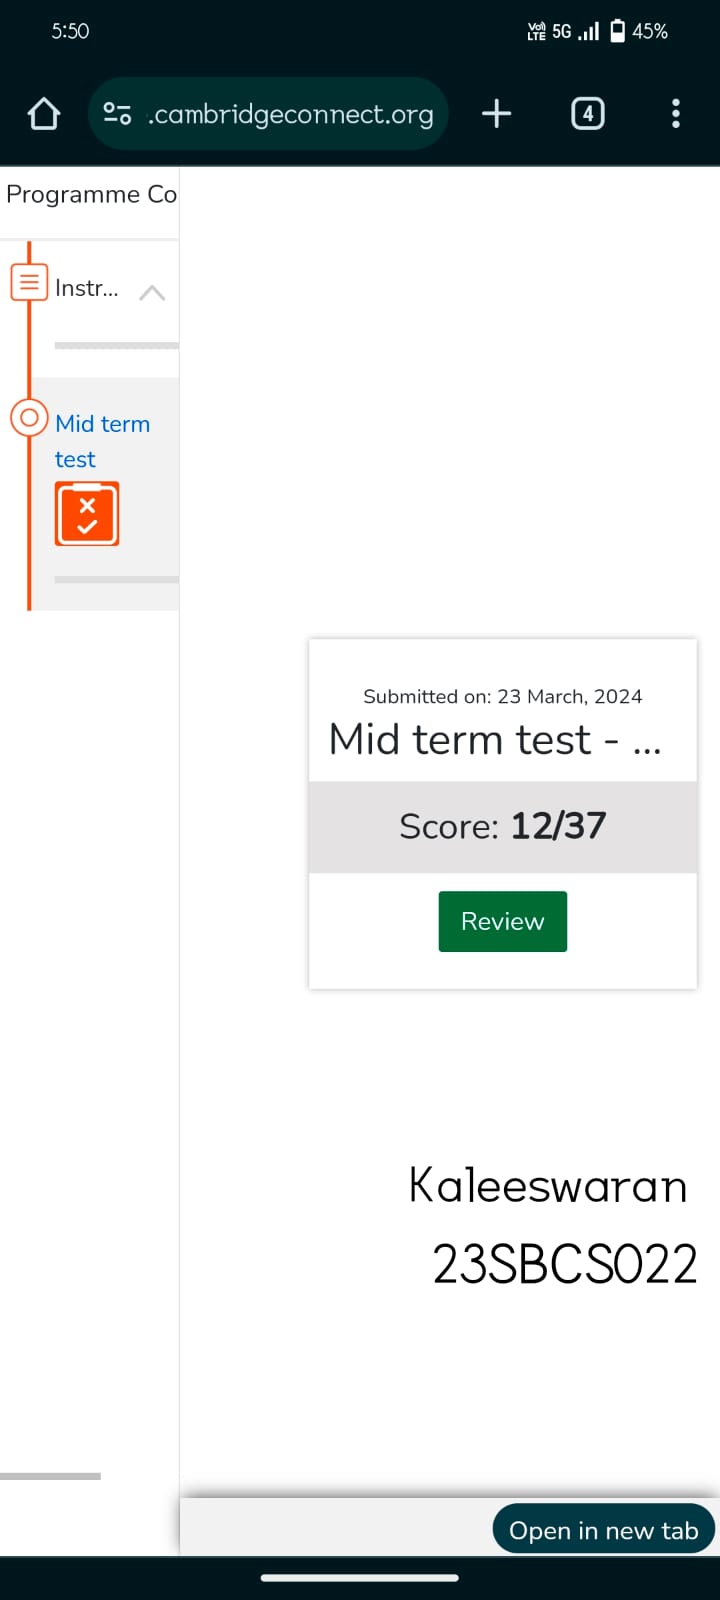 5:50
Vo) LTE 5G 45%
.cambridgeconnect.org
4
Programme Co
Instr...
Mid term
test
Submitted on: 23 March, 2024
Mid term test - ...
Score: 12/37
Review
Kaleeswaran
23SBCS022
Open in new tab